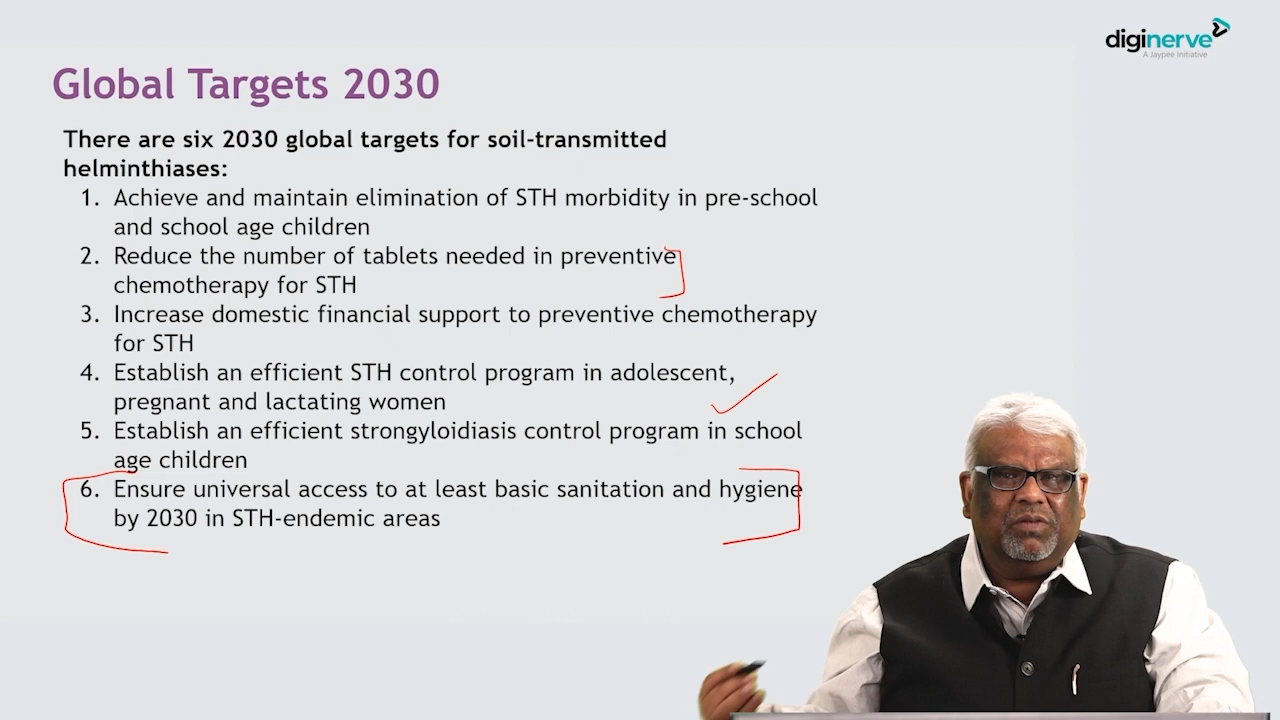 diginerve
A Jaypee Initiative
Global Targets 2030
There are six 2030 global targets for soil-transmitted
helminthiases:
1. Achieve and maintain elimination of STH morbidity in pre-school
and school age children
2. Reduce the number of tablets needed in preventive
chemotherapy for STH
3. Increase domestic financial support to preventive chemotherapy
for STH
4. Establish an efficient STH control program in adolescent,
pregnant and lactating women
5. Establish an efficient strongyloidiasis control program in school
age children
6. Ensure universal access to at least basic sanitation and hygiene
by 2030 in STH-endemic areas